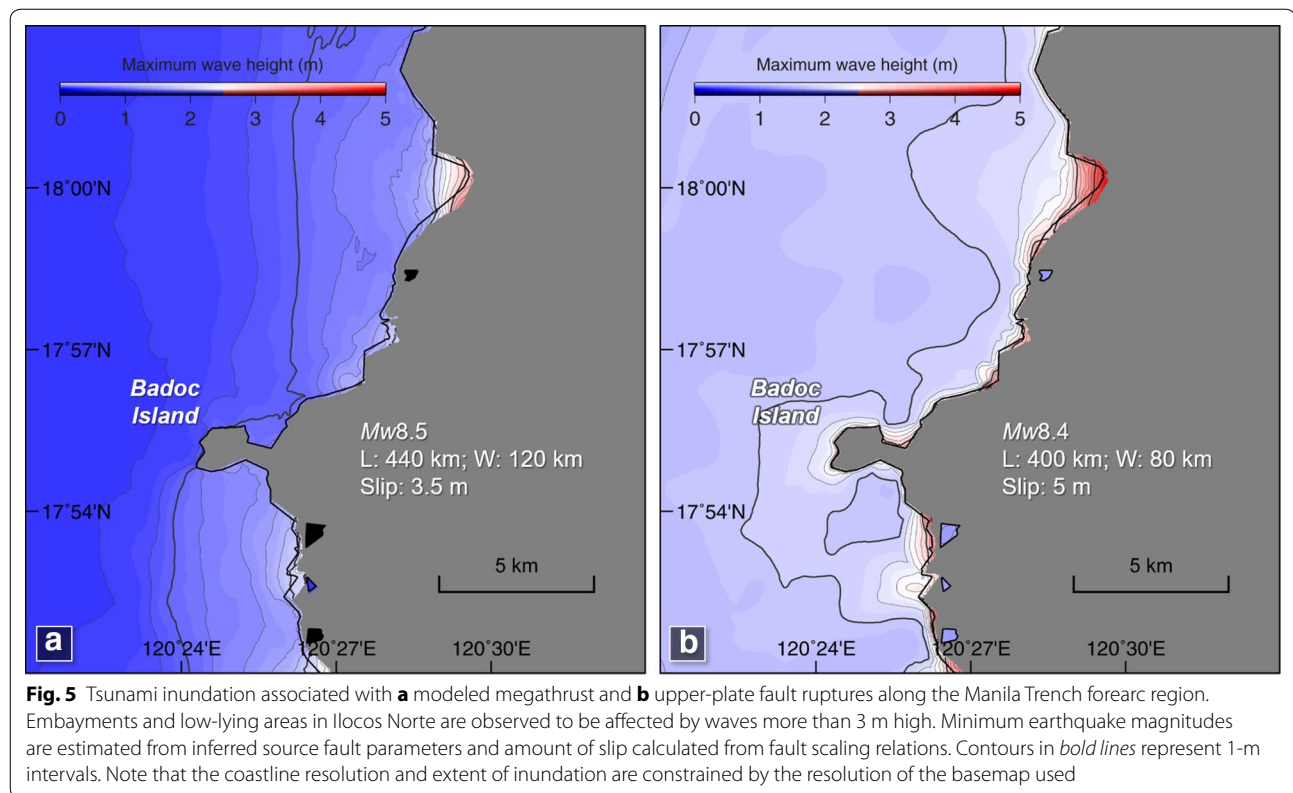 Maximum wave height (m)
0 1 2 3 4 5
18˚00'N
17˚57'N
Badoc
Island
Mw8.5
L: 440 km; W: 120 km
Slip: 3.5 m
17˚54'N
5 km
a
120˚24'E 120˚27'E 120˚30'E
Maximum wave height (m)
0 1 2 3 4 5
18˚00'N
17˚57'N
Badoc
Island
Mw8.4
L: 400 km; W: 80 km
Slip: 5 m
17˚54'N
5 km
b
120˚24'E 120˚27'E 120˚30'E
Fig. 5 Tsunami inundation associated with a modeled megathrust and b upper-plate fault ruptures along the Manila Trench forearc region.
Embayments and low-lying areas in Ilocos Norte are observed to be affected by waves more than 3 m high. Minimum earthquake magnitudes
are estimated from inferred source fault parameters and amount of slip calculated from fault scaling relations. Contours in bold lines represent 1-m
intervals. Note that the coastline resolution and extent of inundation are constrained by the resolution of the basemap used